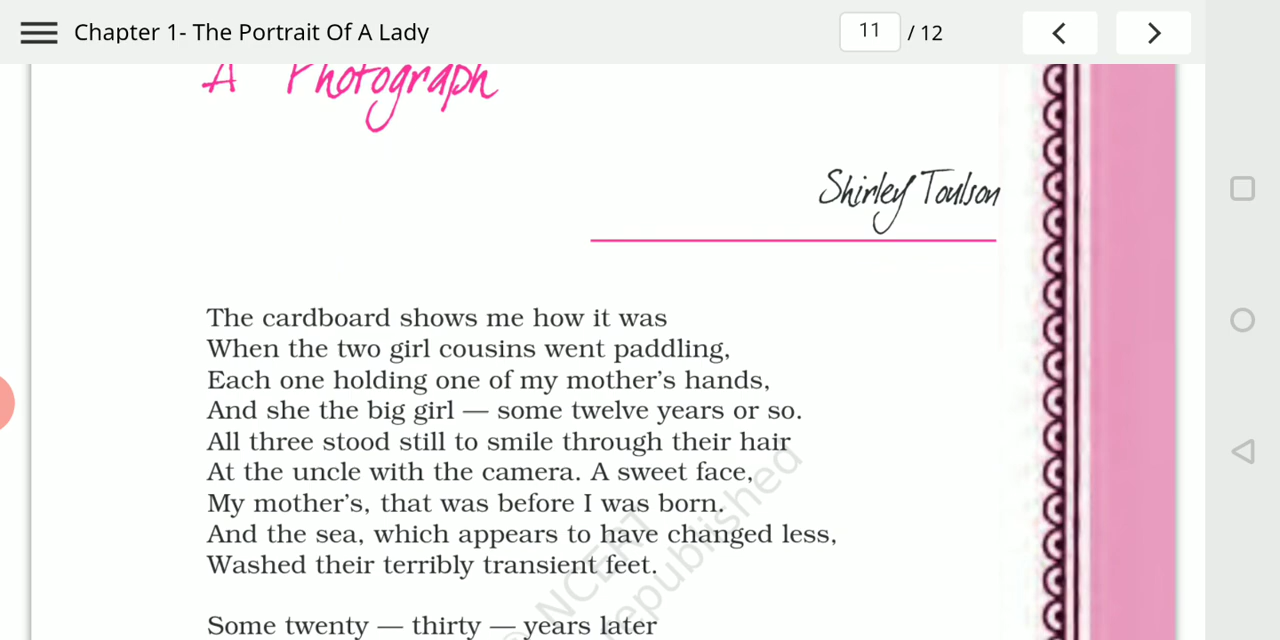 Chapter 1- The Portrait Of A Lady
11 / 12
A Photograph
Shirley Toulson
The cardboard shows me how it was
When the two girl cousins went paddling,
Each one holding one of my mother’s hands,
And she the big girl — some twelve years or so.
All three stood still to smile through their hair
At the uncle with the camera. A sweet face,
My mother’s, that was before I was born.
And the sea, which appears to have changed less,
Washed their terribly transient feet.
Some twenty — thirty — years later
© NCERT
republished